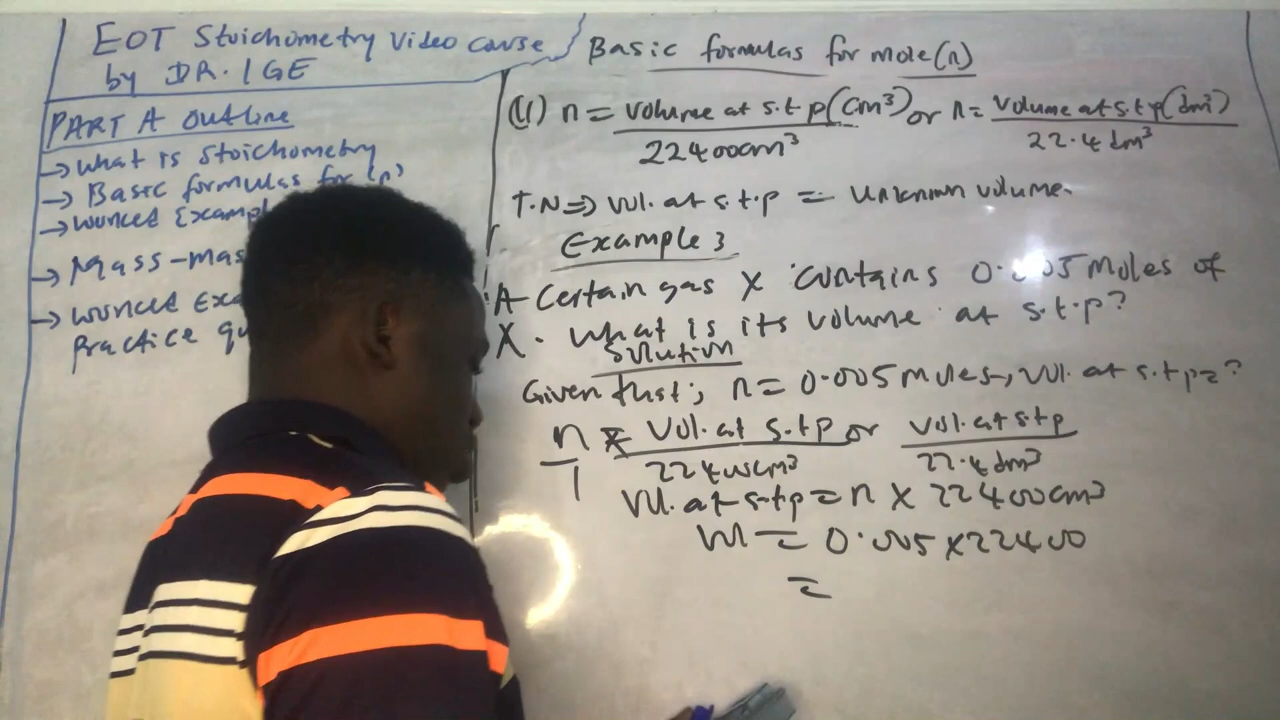 EOT Stoichometry Video Course
by DR. IGE
PART A Outline
→ What is Stoichometry
→ Basic formulas for (n)
→ Worked Exampl
→ Mass-mas
→ Worked Exa
Practice qu
Basic formulas for mole(n)
n = Volume at s.t.p(cm³) or n = Volume at s.t.p(dm³)
22400cm³ 22.4dm³
T.N ⇒ Vol. at s.t.p = Unknown volume.
Example 3
A Certain gas X contains 0.005 moles of
X. What is its volume at s.t.p?
Solution
Given that; n = 0.005 moles, Vol. at s.t.p = ?
n = Vol. at s.t.p or vol. at s.t.p
1 22400cm³ 22.4dm³
Vol. at s.t.p = n × 22400cm³
Vol = 0.005 × 22400
=